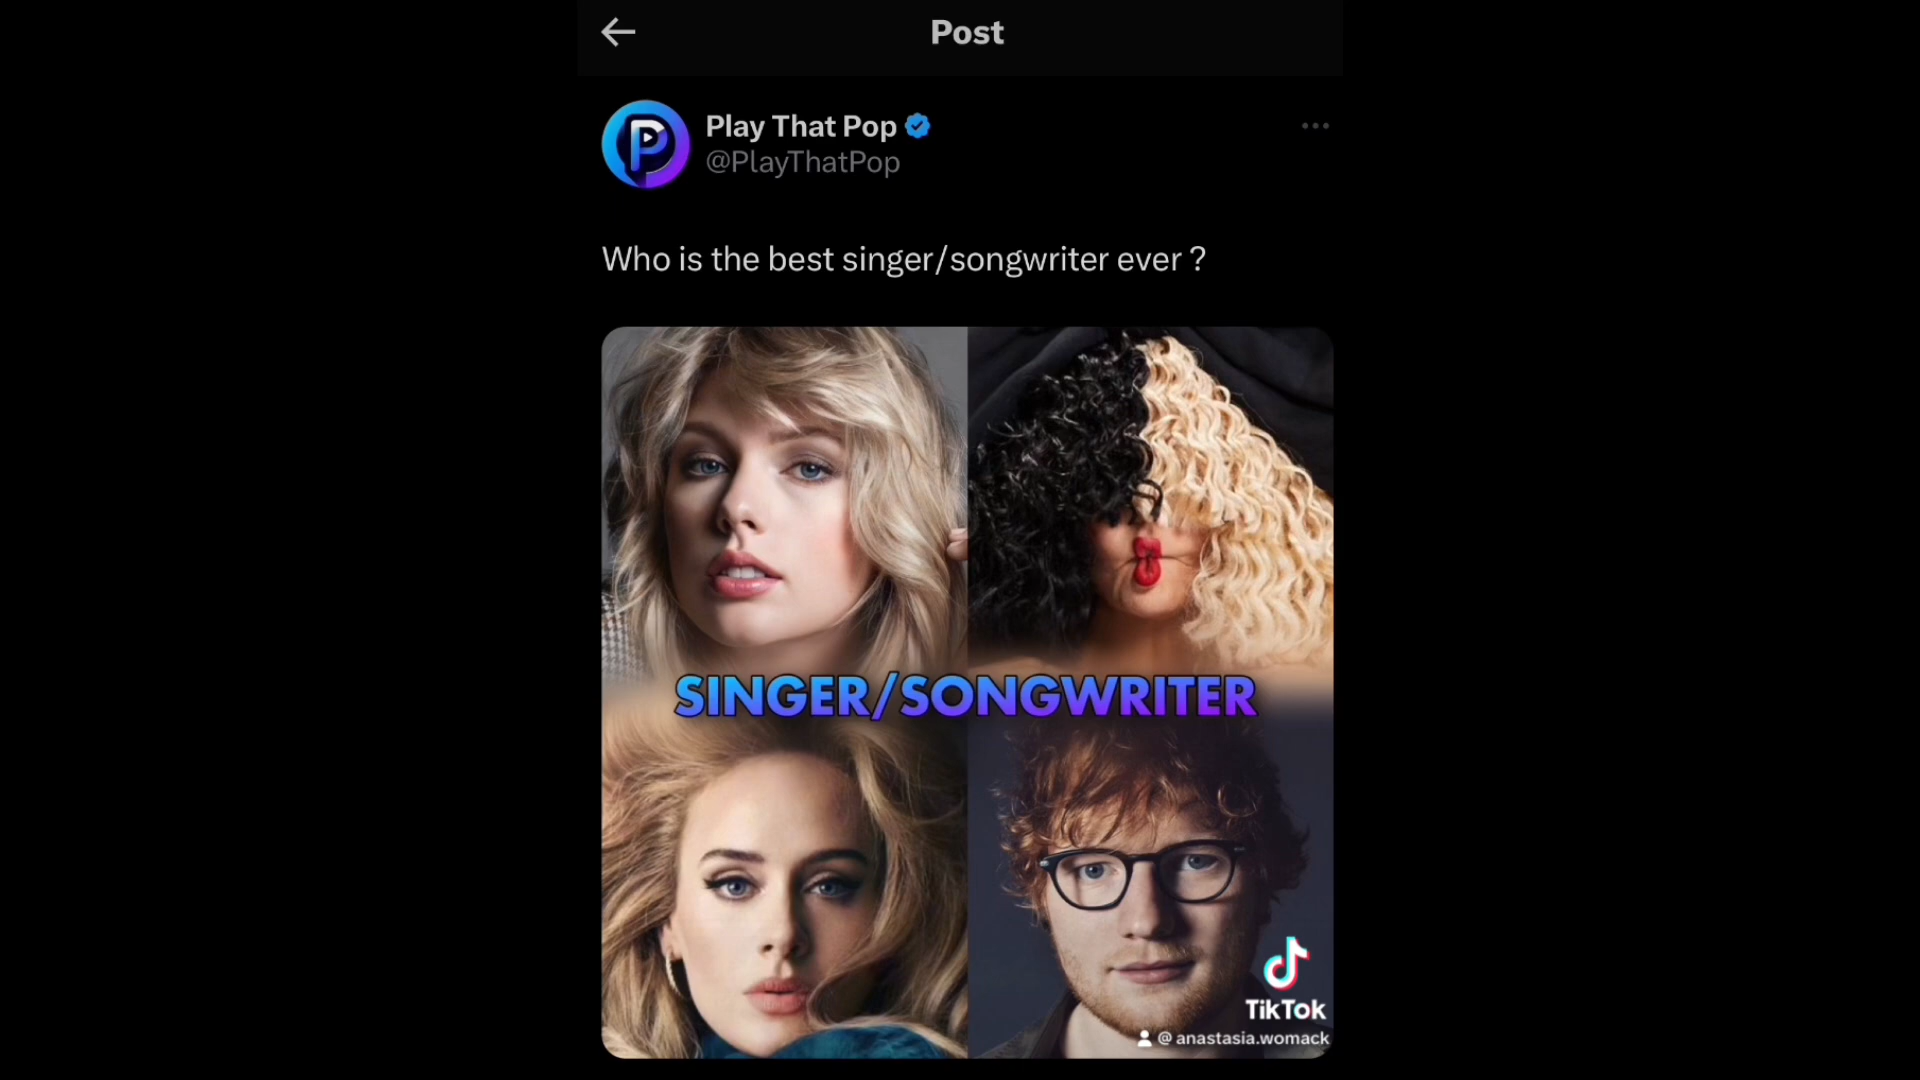 Post
Play That Pop
@PlayThatPop
Who is the best singer/songwriter ever ?
SINGER/SONGWRITER
TikTok
@ anastasia.womack